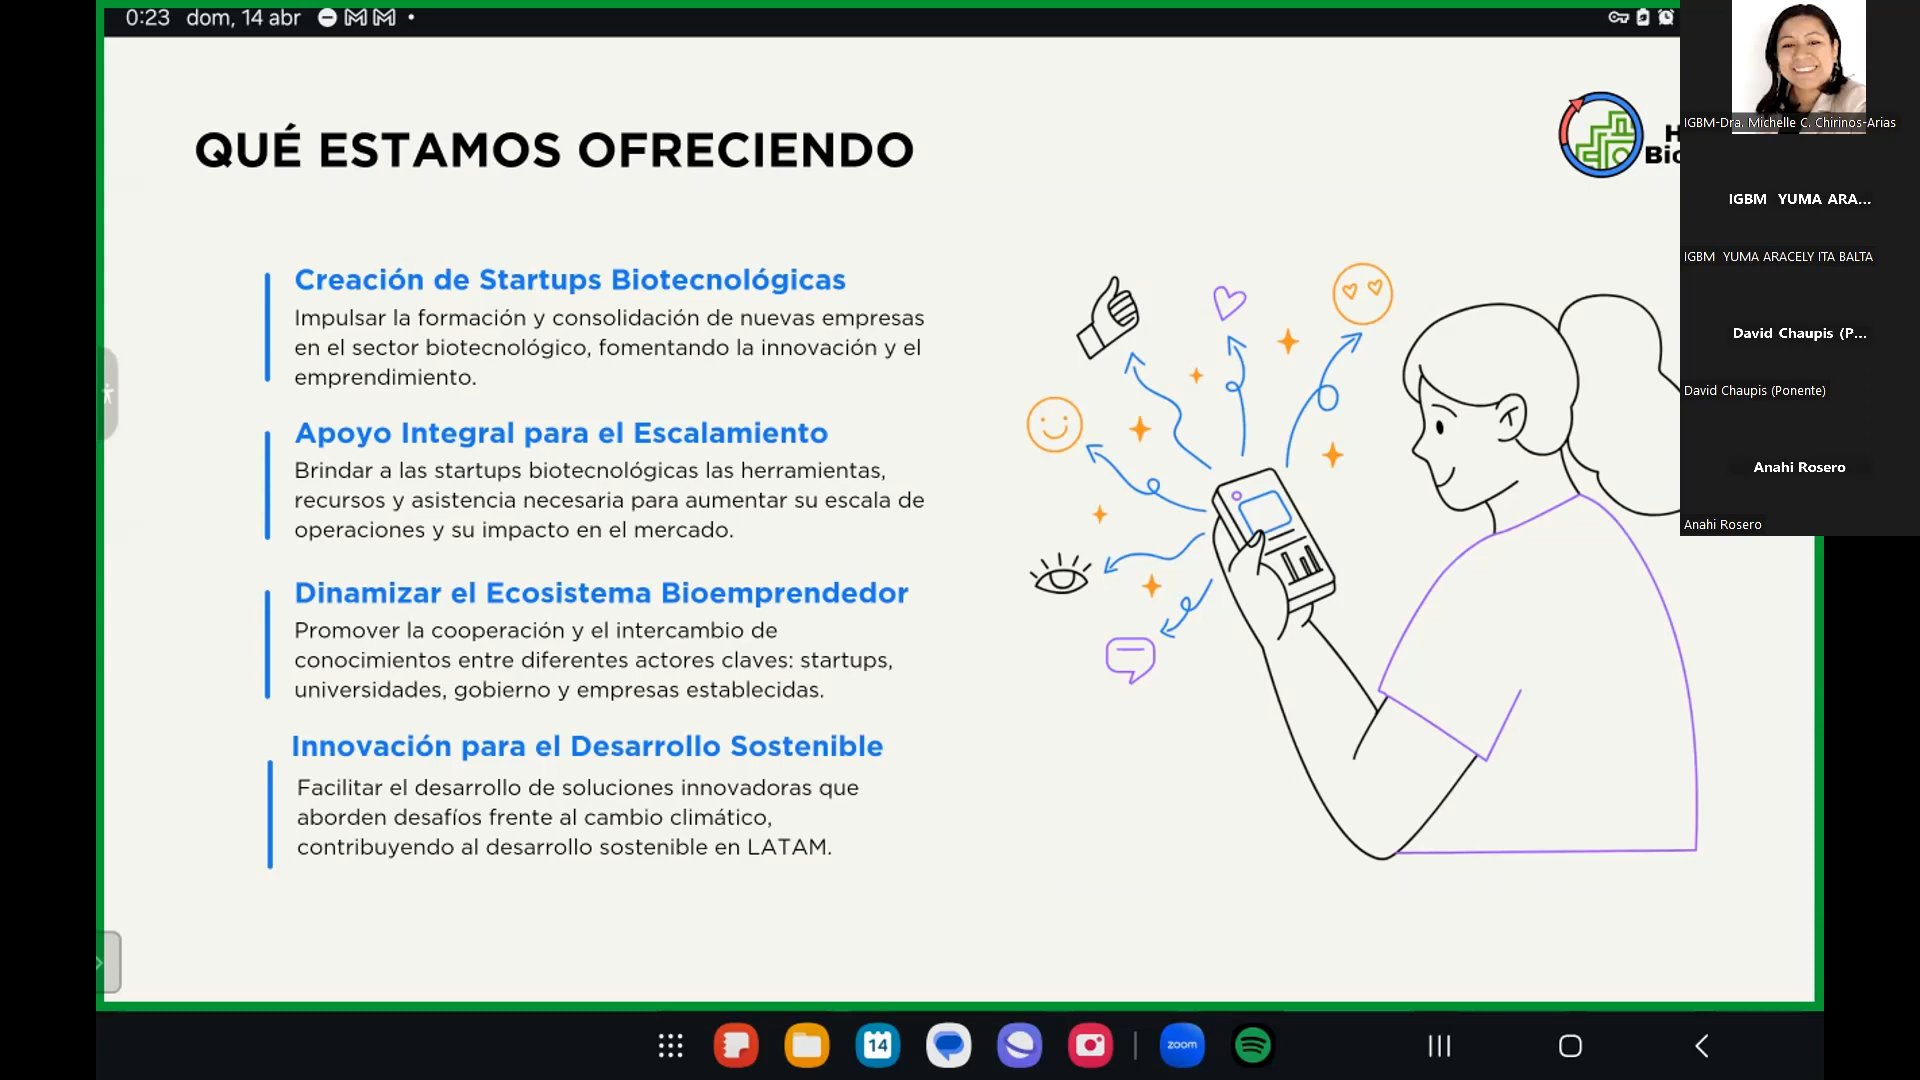 0:23 dom, 14 abr
QUÉ ESTAMOS OFRECIENDO
Creación de Startups Biotecnológicas
Impulsar la formación y consolidación de nuevas empresas
en el sector biotecnológico, fomentando la innovación y el
emprendimiento.
Apoyo Integral para el Escalamiento
Brindar a las startups biotecnológicas las herramientas,
recursos y asistencia necesaria para aumentar su escala de
operaciones y su impacto en el mercado.
Dinamizar el Ecosistema Bioemprendedor
Promover la cooperación y el intercambio de
conocimientos entre diferentes actores claves: startups,
universidades, gobierno y empresas establecidas.
Innovación para el Desarrollo Sostenible
Facilitar el desarrollo de soluciones innovadoras que
aborden desafíos frente al cambio climático,
contribuyendo al desarrollo sostenible en LATAM.
IGBM-Dra. Michelle C. Chirinos-Arias
IGBM YUMA ARA...
IGBM YUMA ARACELY ITA BALTA
David Chaupis (P...
David Chaupis (Ponente)
Anahi Rosero
Anahi Rosero
14
zoom